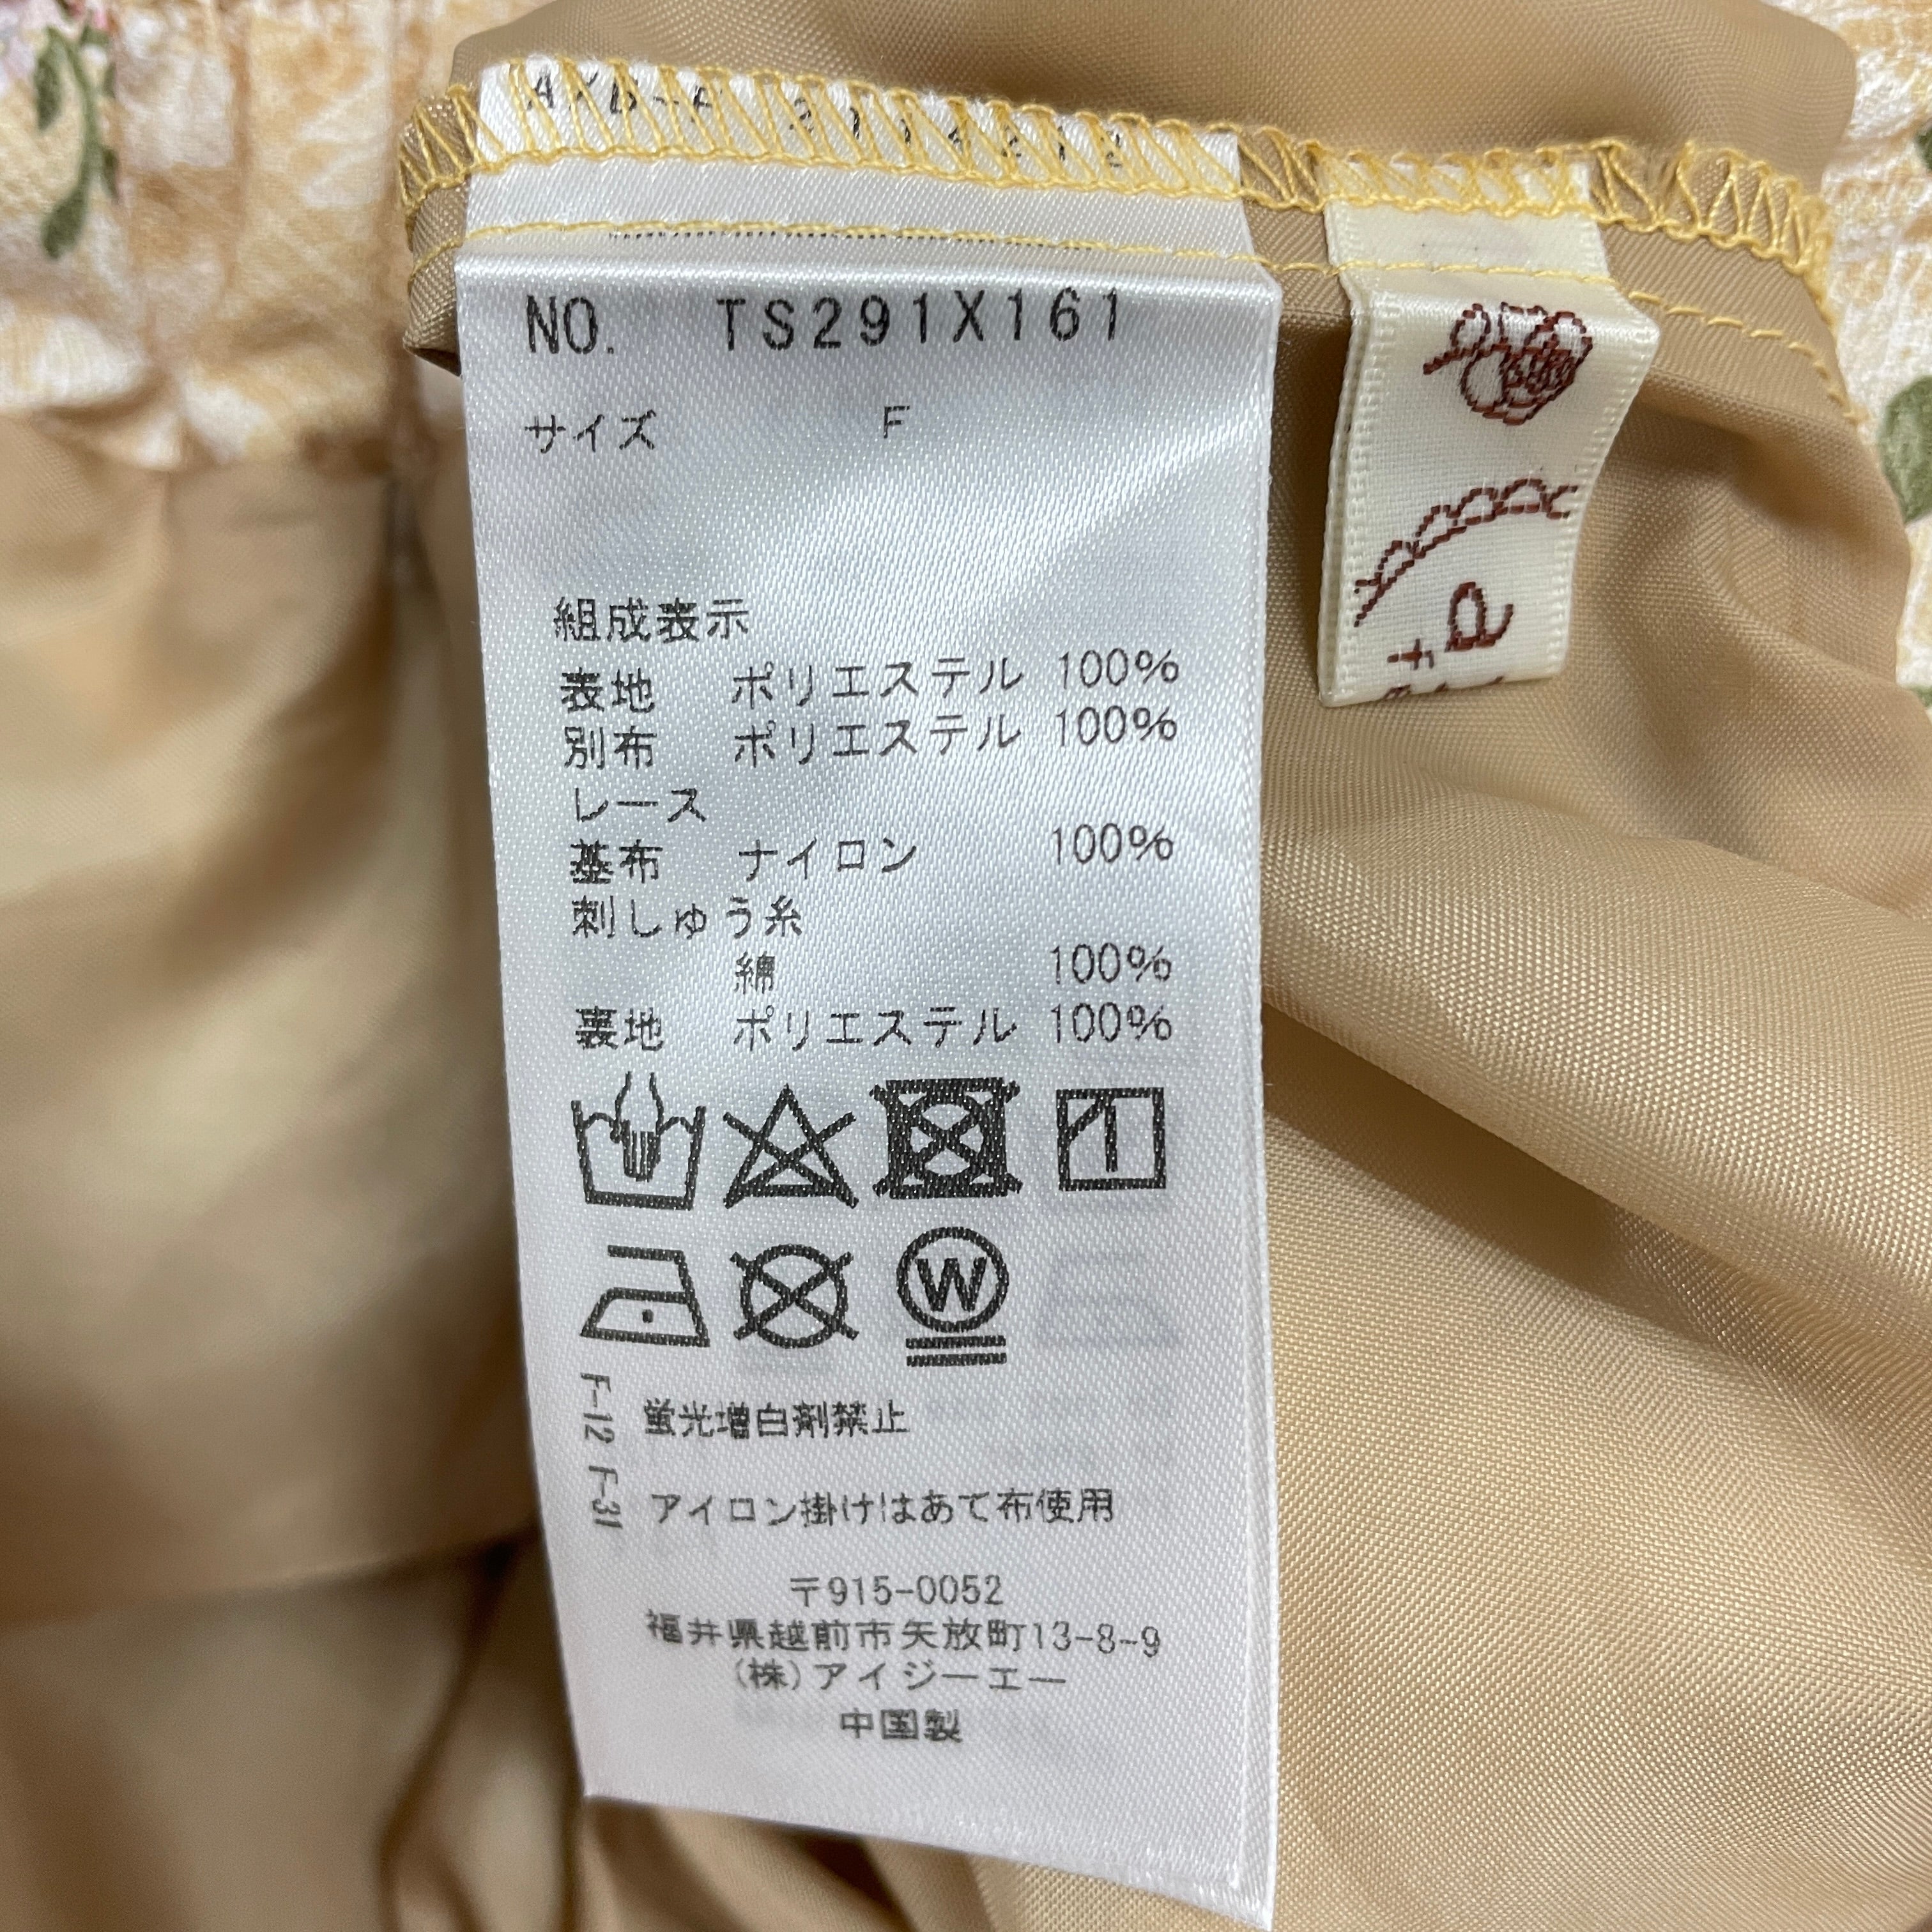 NO. TS291X161
サイズ F
組成表示
表地 ポリエステル 100%
別布 ポリエステル 100%
レース
基布 ナイロン 100%
刺しゅう糸
綿 100%
裏地 ポリエステル 100%
W
F-12 F-31
蛍光増白剤禁止
アイロン掛けはあて布使用
〒915-0052
福井県越前市矢放町13-8-9
(株)アイジーエー
中国製